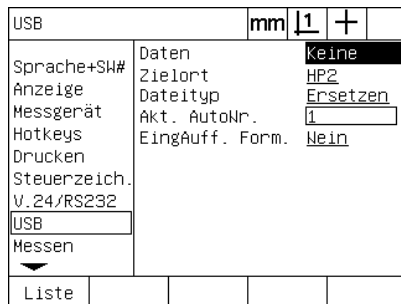 USB mm 1
Sprache+SW#
Anzeige
Messgerät
Hotkeys
Drucken
Steuerzeich.
V.24/RS232
USB
Messen
Daten Keine
Zielort HP2
Dateityp Ersetzen
Akt. AutoNr. 1
EingAuff. Form. Nein
Liste